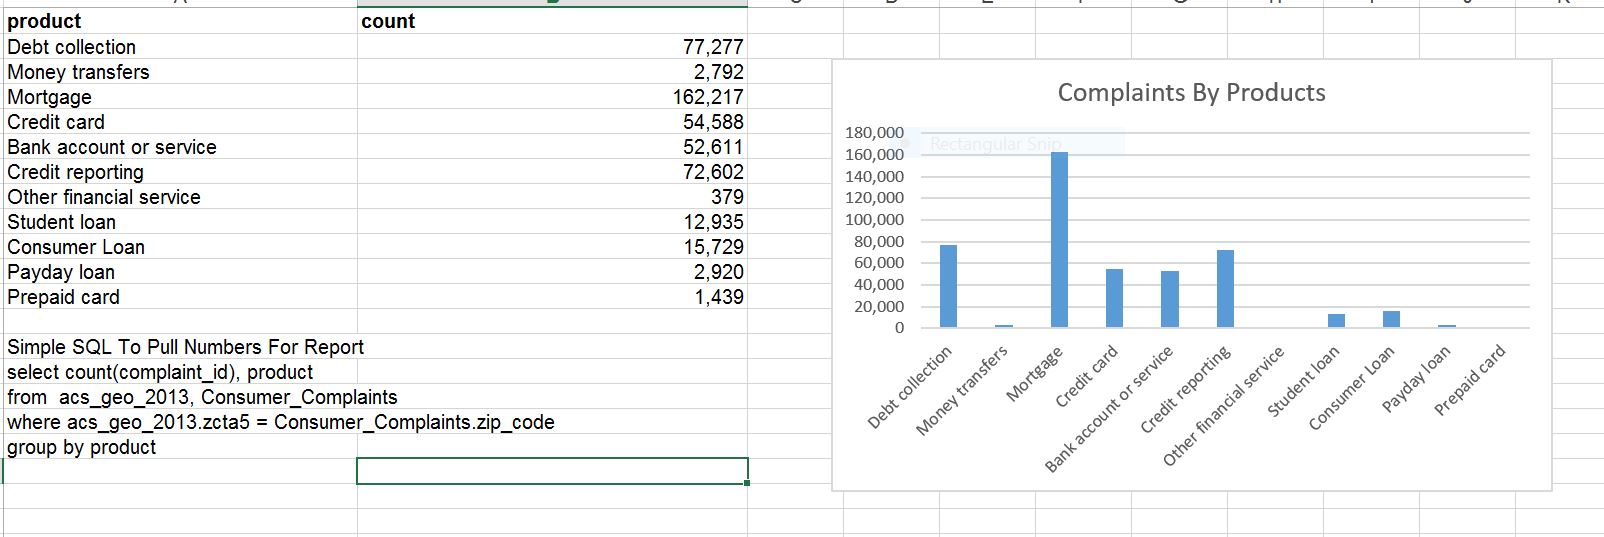 product count
Debt collection 77,277
Money transfers 2,792
Mortgage 162,217
Credit card 54,588
Bank account or service 52,611
Credit reporting 72,602
Other financial service 379
Student loan 12,935
Consumer Loan 15,729
Payday loan 2,920
Prepaid card 1,439
Simple SQL To Pull Numbers For Report
select count(complaint_id), product
from  acs_geo_2013, Consumer_Complaints
where acs_geo_2013.zcta5 = Consumer_Complaints.zip_code
group by product
Complaints By Products
Rectangular Snip
180,000
160,000
140,000
120,000
100,000
80,000
60,000
40,000
20,000
0
Debt collection
Money transfers
Mortgage
Credit card
Bank account or service
Credit reporting
Other financial service
Student loan
Consumer Loan
Payday loan
Prepaid card